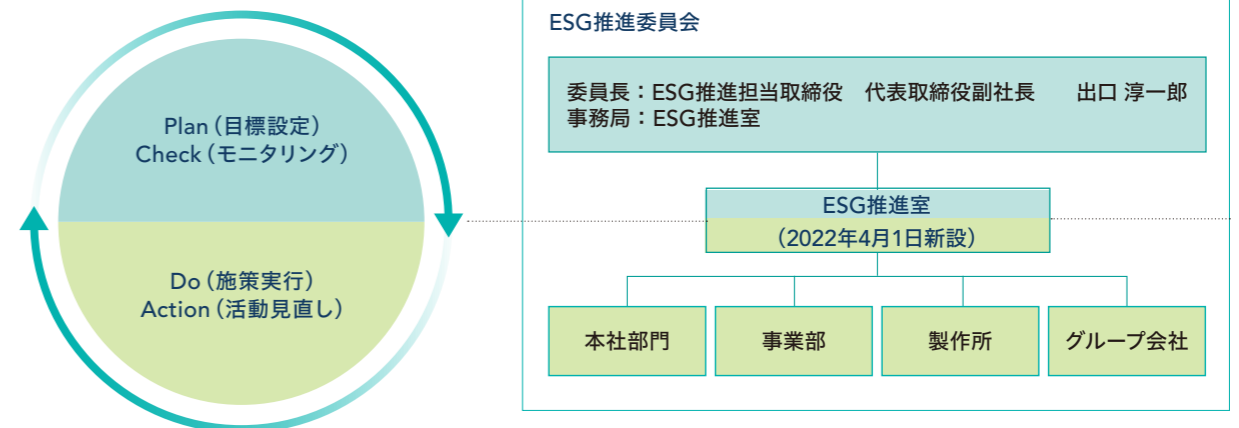 Plan（目標設定）
Check（モニタリング）
Do（施策実行）
Action（活動見直し）
ESG推進委員会
委員長：ESG推進担当取締役　代表取締役副社長　　出口 淳一郎
事務局：ESG推進室
ESG推進室
（2022年4月1日新設）
本社部門
事業部
製作所
グループ会社